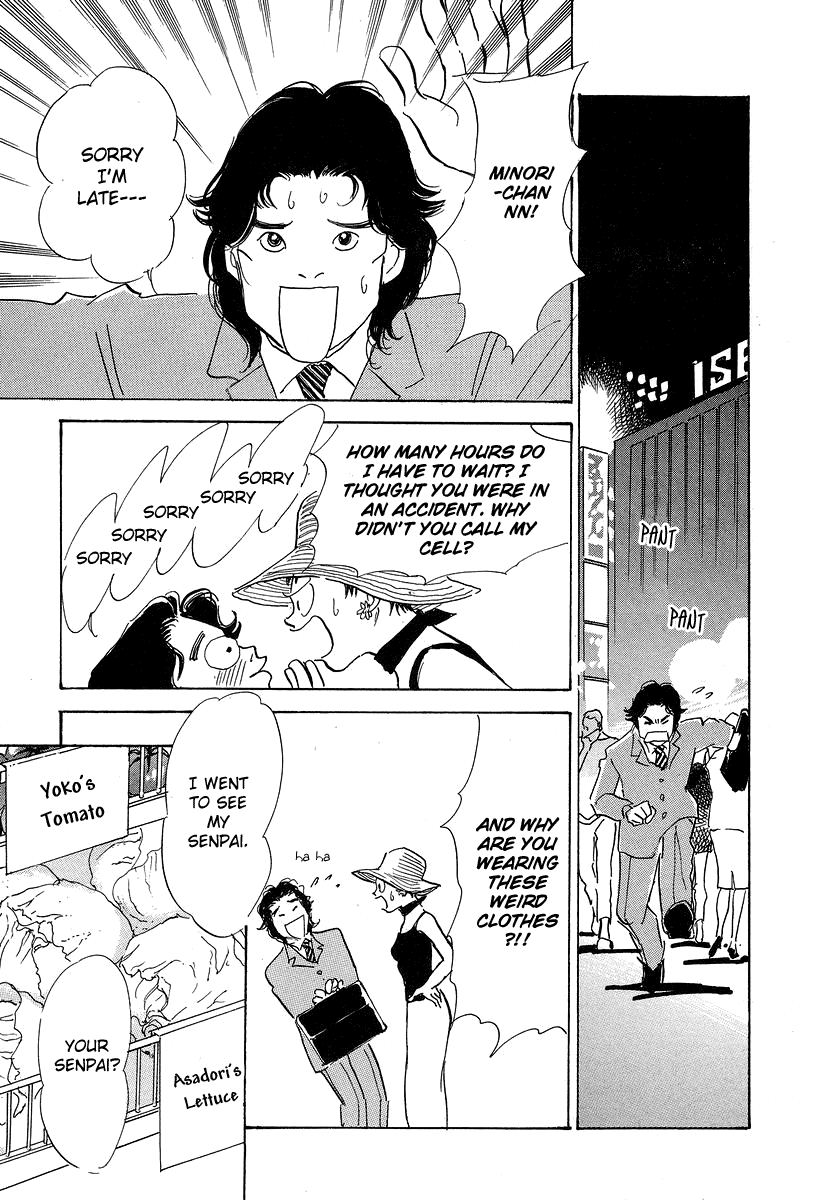 ISE
PANT
PANT
MINORI
-CHAN
NN!
SORRY
I'M
LATE---
HOW MANY HOURS DO
I HAVE TO WAIT? I
THOUGHT YOU WERE IN
AN ACCIDENT. WHY
DIDN'T YOU CALL MY
CELL?
SORRY
SORRY
SORRY
SORRY
SORRY
AND WHY
ARE YOU
WEARING
THESE
WEIRD
CLOTHES
?!!
ha ha
I WENT
TO SEE
MY
SENPAI.
Yoko's
Tomato
YOUR
SENPAI?
Asadori's
Lettuce